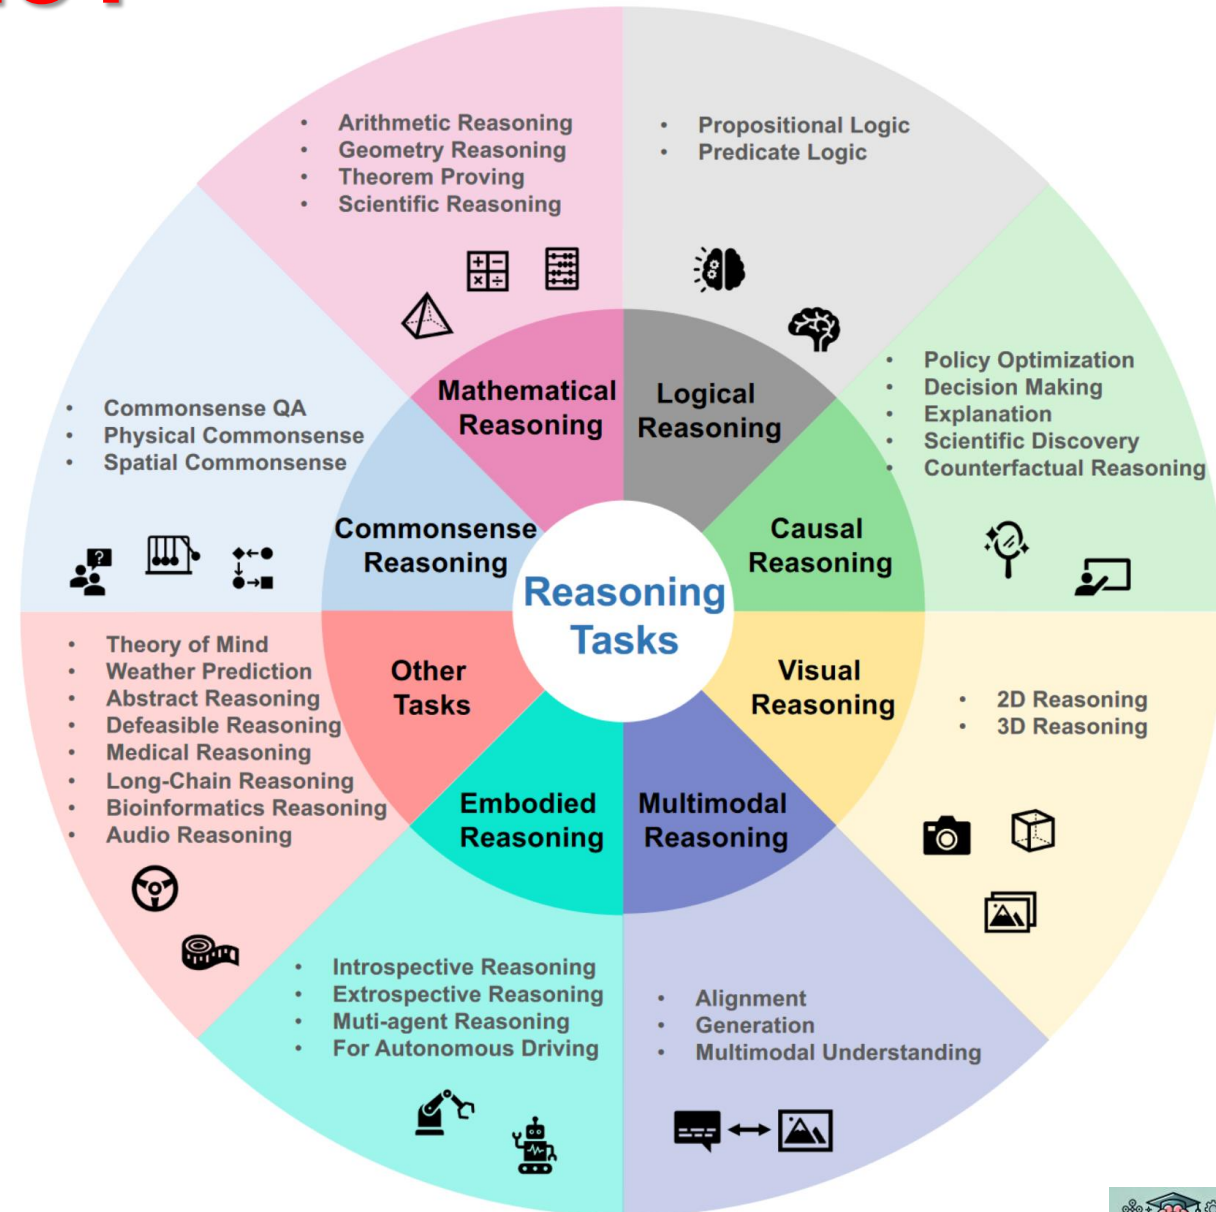 Arithmetic Reasoning
Geometry Reasoning
Theorem Proving
Scientific Reasoning
Propositional Logic
Predicate Logic
Mathematical
Reasoning
Logical
Reasoning
Commonsense QA
Physical Commonsense
Spatial Commonsense
Policy Optimization
Decision Making
Explanation
Scientific Discovery
Counterfactual Reasoning
Commonsense
Reasoning
Causal
Reasoning
Reasoning
Tasks
Theory of Mind
Weather Prediction
Abstract Reasoning
Defeasible Reasoning
Medical Reasoning
Long-Chain Reasoning
Bioinformatics Reasoning
Audio Reasoning
Other
Tasks
Visual
Reasoning
2D Reasoning
3D Reasoning
Embodied
Reasoning
Multimodal
Reasoning
Introspective Reasoning
Extrospective Reasoning
Muti-agent Reasoning
For Autonomous Driving
Alignment
Generation
Multimodal Understanding